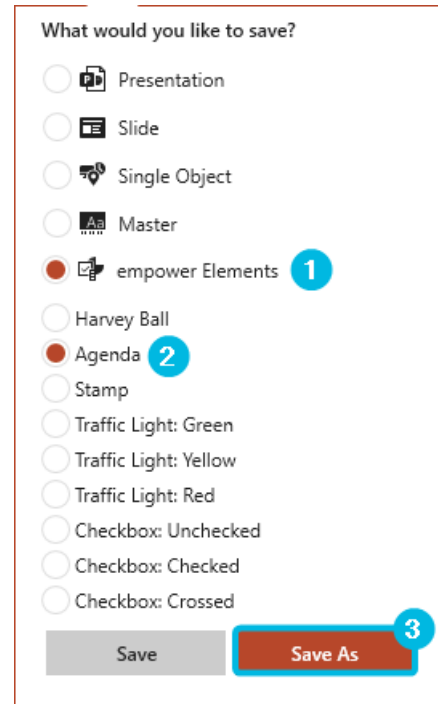 What would you like to save?
Presentation
Slide
Single Object
Aa Master
empower Elements 1
Harvey Ball
Agenda 2
Stamp
Traffic Light: Green
Traffic Light: Yellow
Traffic Light: Red
Checkbox: Unchecked
Checkbox: Checked
Checkbox: Crossed
3
Save Save As